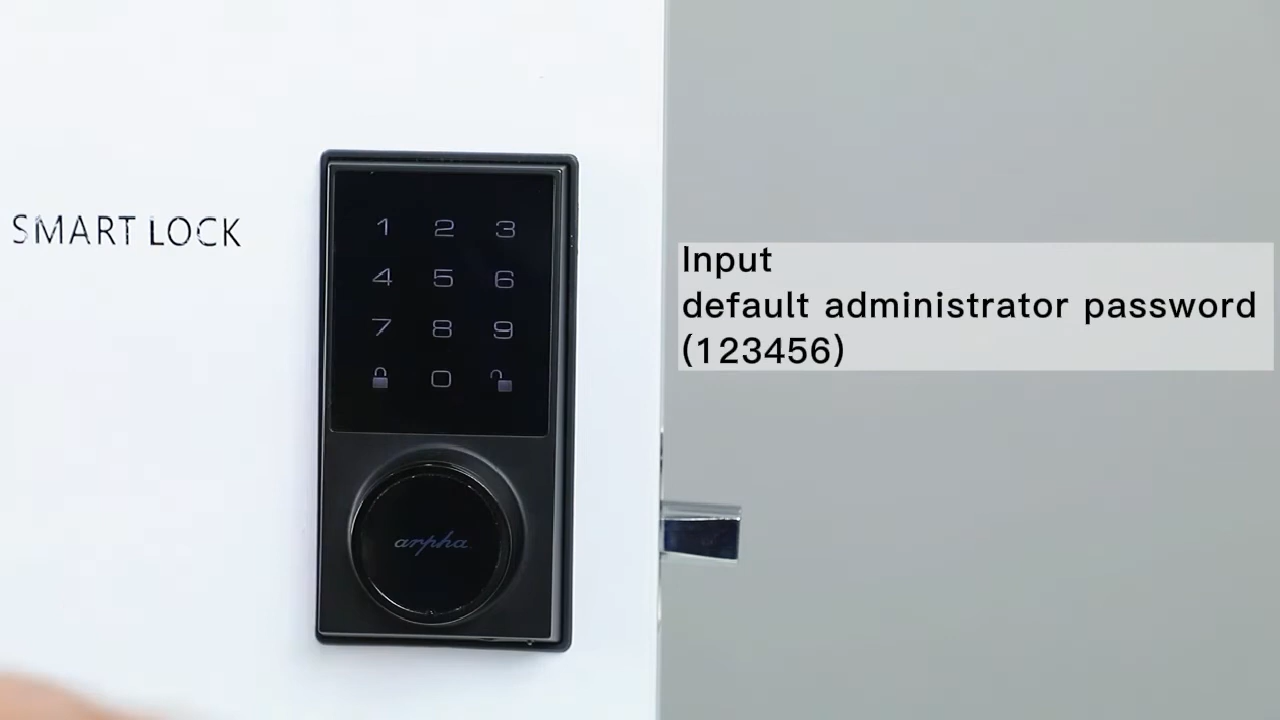 SMART LOCK
1 2 3
4 5 6
7 8 9
0
arpha
Input
default administrator password
(123456)